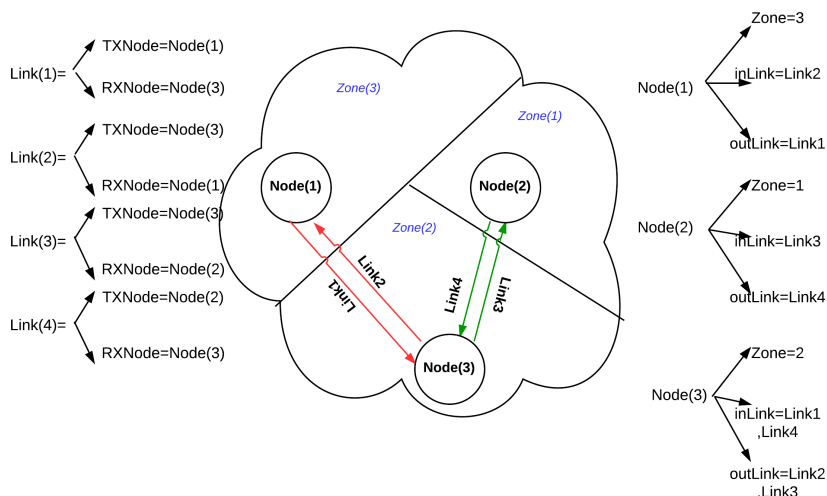 Link(1)=
TXNode=Node(1)
RXNode=Node(3)
Link(2)=
TXNode=Node(3)
RXNode=Node(1)
Link(3)=
TXNode=Node(3)
RXNode=Node(2)
Link(4)=
TXNode=Node(2)
RXNode=Node(3)
Zone(3)
Zone(1)
Zone(2)
Node(1)
Node(2)
Node(3)
Link1
Link2
Link4
Link3
Node(1)
Zone=3
inLink=Link2
outLink=Link1
Node(2)
Zone=1
inLink=Link3
outLink=Link4
Node(3)
Zone=2
inLink=Link1
,Link4
outLink=Link2
,Link3